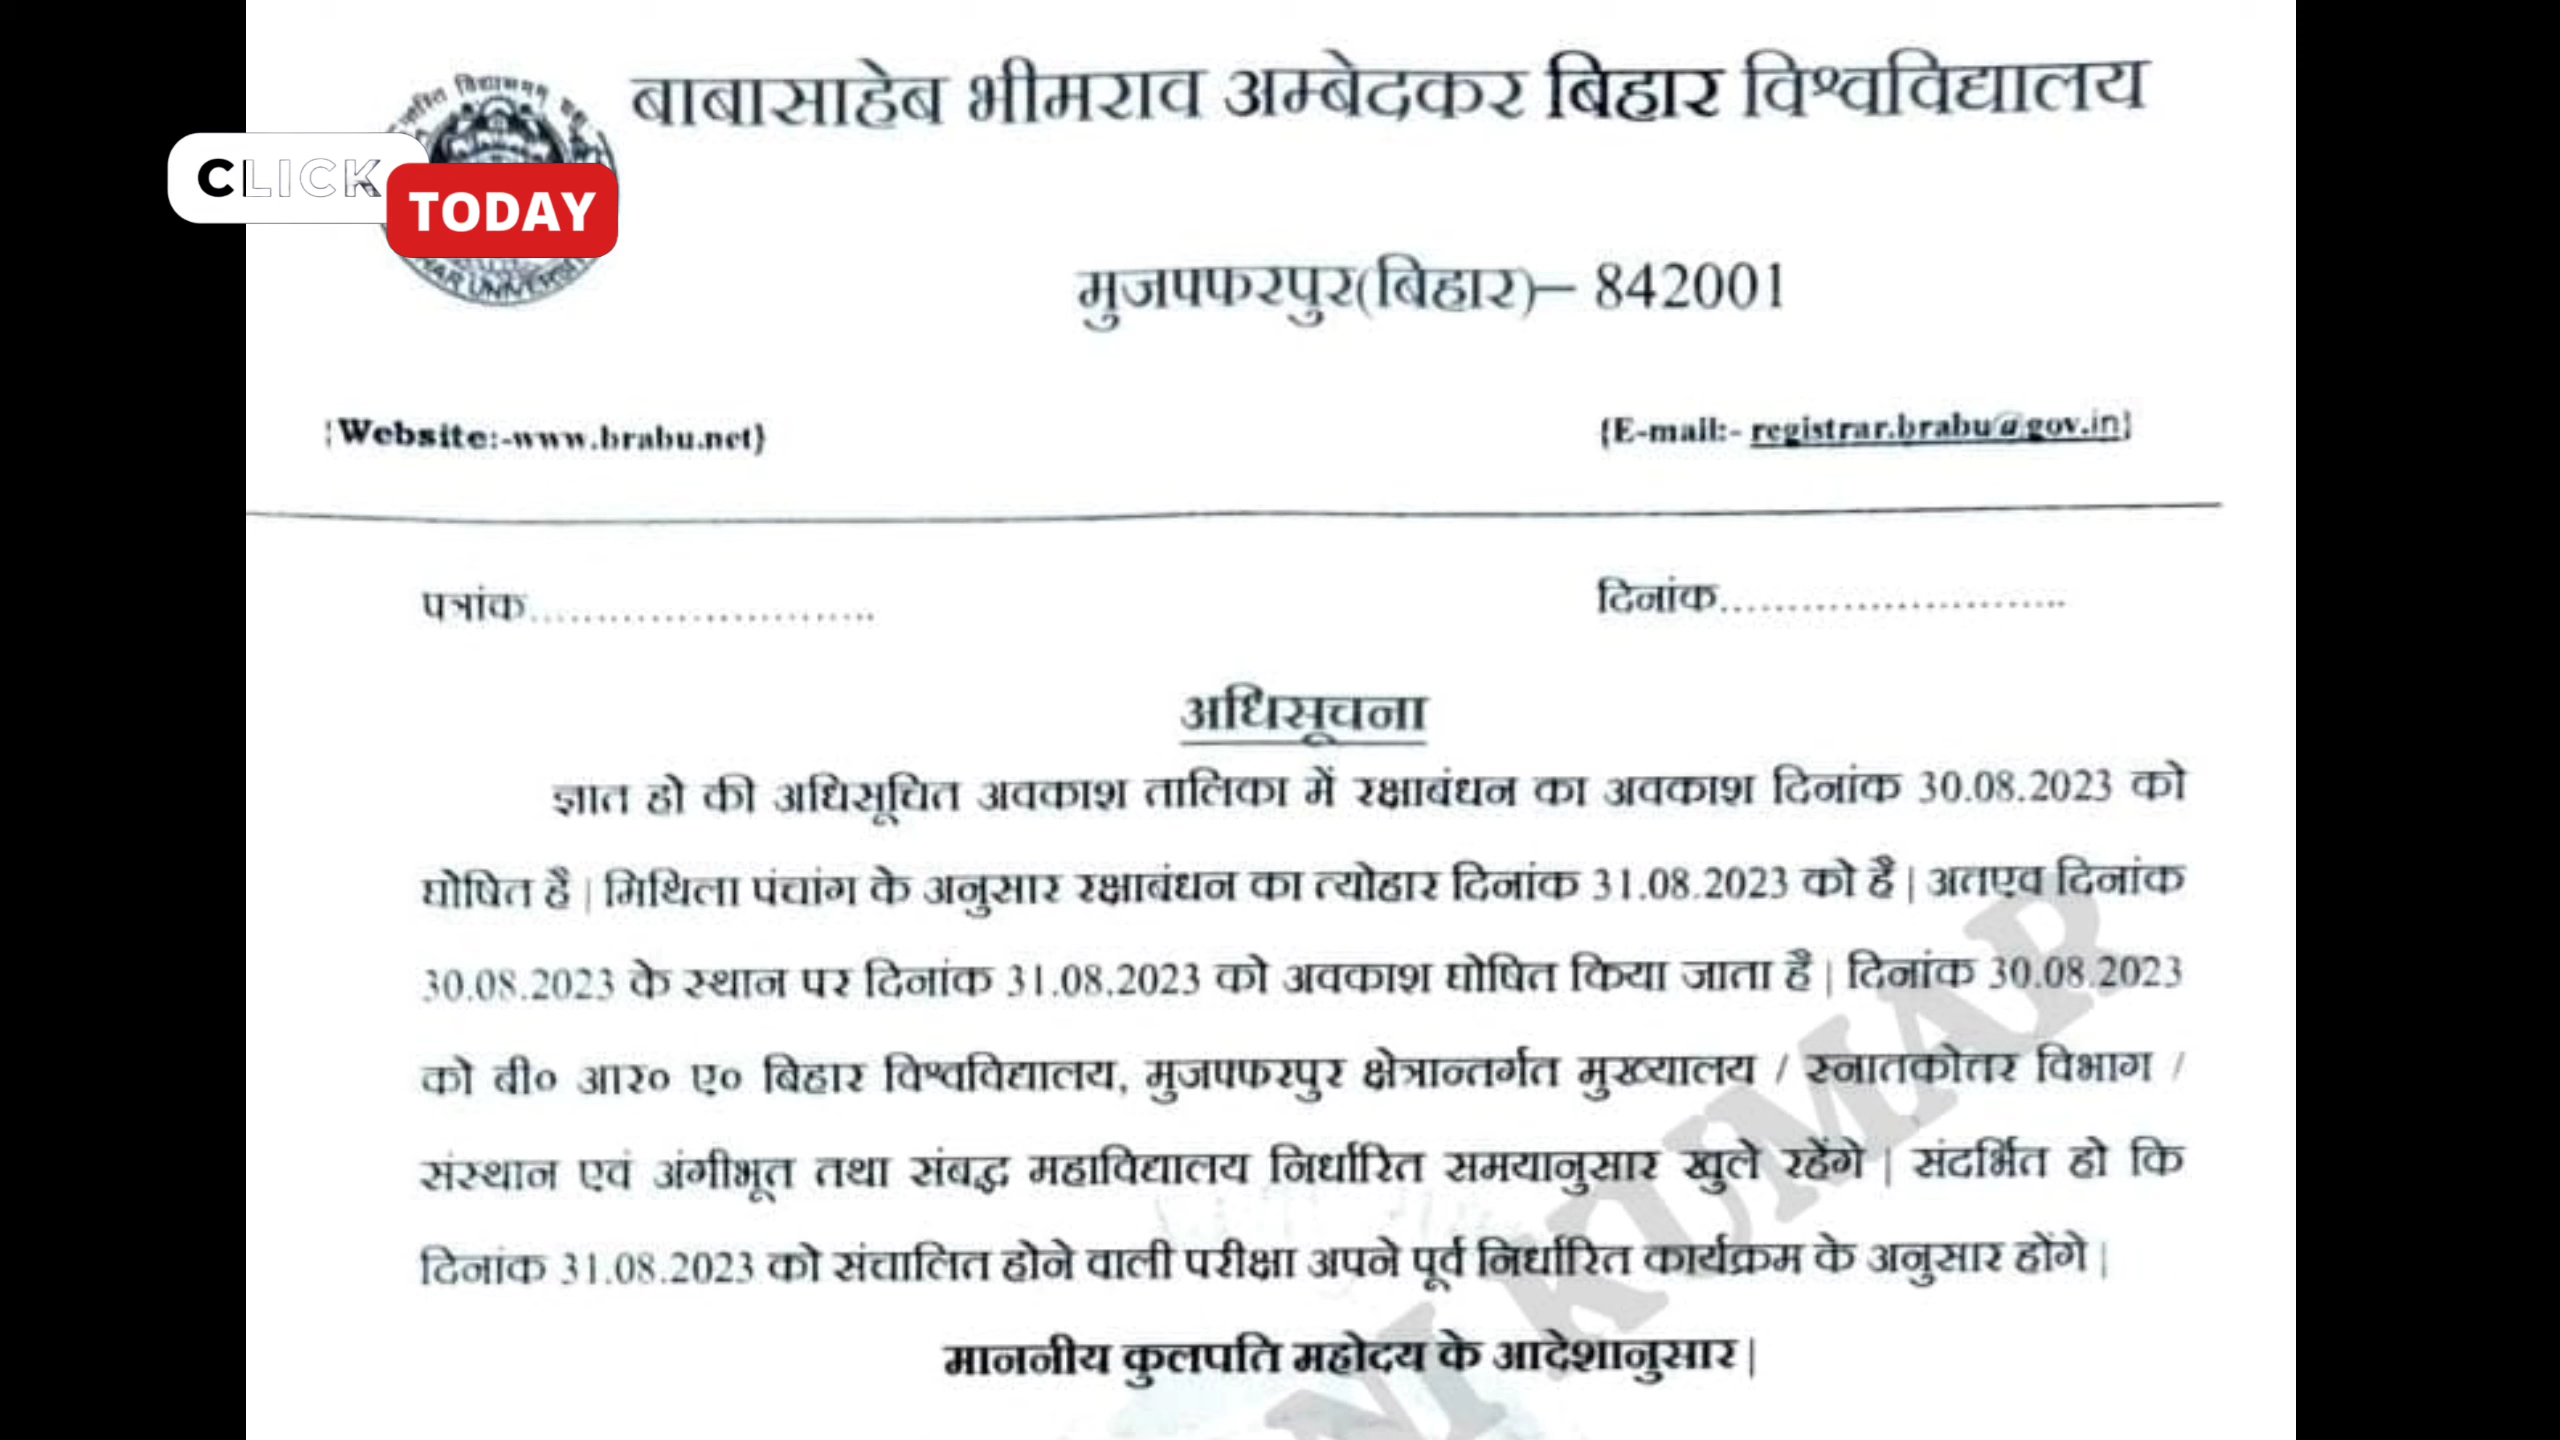 बाबासाहेब भीमराव अम्बेदकर बिहार विश्वविद्यालय
CLICK
TODAY
मुजफ्फरपुर(बिहार)– 842001
{Website:-www.brabu.net}
{E-mail:- registrar.brabu@gov.in}
पत्रांक..........................
दिनांक..........................
अधिसूचना
ज्ञात हो की अधिसूचित अवकाश तालिका में रक्षाबंधन का अवकाश दिनांक 30.08.2023 को
घोषित है | मिथिला पंचांग के अनुसार रक्षाबंधन का त्योहार दिनांक 31.08.2023 को है | अतएव दिनांक
30.08.2023 के स्थान पर दिनांक 31.08.2023 को अवकाश घोषित किया जाता है | दिनांक 30.08.2023
को बी० आर० ए० बिहार विश्वविद्यालय, मुजफ्फरपुर क्षेत्रान्तर्गत मुख्यालय / स्नातकोत्तर विभाग /
संस्थान एवं अंगीभूत तथा संबद्ध महाविद्यालय निर्धारित समयानुसार खुले रहेंगे | संदर्भित हो कि
दिनांक 31.08.2023 को संचालित होने वाली परीक्षा अपने पूर्व निर्धारित कार्यक्रम के अनुसार होंगे |
माननीय कुलपति महोदय के आदेशानुसार |
KUMAR